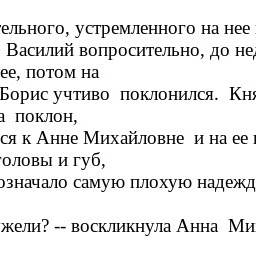 ельного, устремленного на нее
Василий вопросительно, до не
ее, потом на
Борис учтиво поклонился. Кня
поклон,
ся к Анне Михайловне и на ее
головы и губ,
означало самую плохую надежд
жели? -- воскликнула Анна Ми